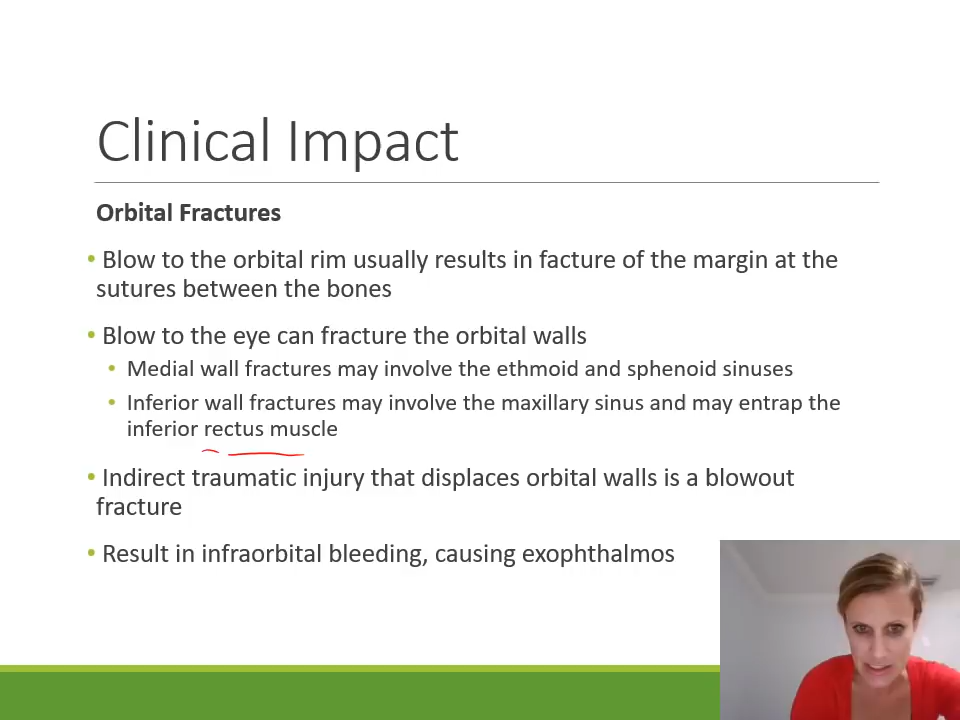 Clinical Impact
Orbital Fractures
• Blow to the orbital rim usually results in facture of the margin at the
sutures between the bones
• Blow to the eye can fracture the orbital walls
• Medial wall fractures may involve the ethmoid and sphenoid sinuses
• Inferior wall fractures may involve the maxillary sinus and may entrap the
inferior rectus muscle
• Indirect traumatic injury that displaces orbital walls is a blowout
fracture
• Result in infraorbital bleeding, causing exophthalmos